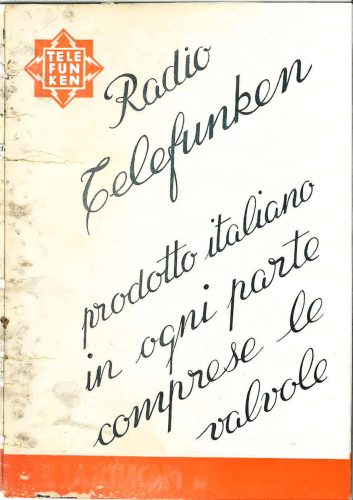 TELE
FUN
KEN
Radio
Telefunken
prodotto italiano
in ogni parte
comprese le
valvole